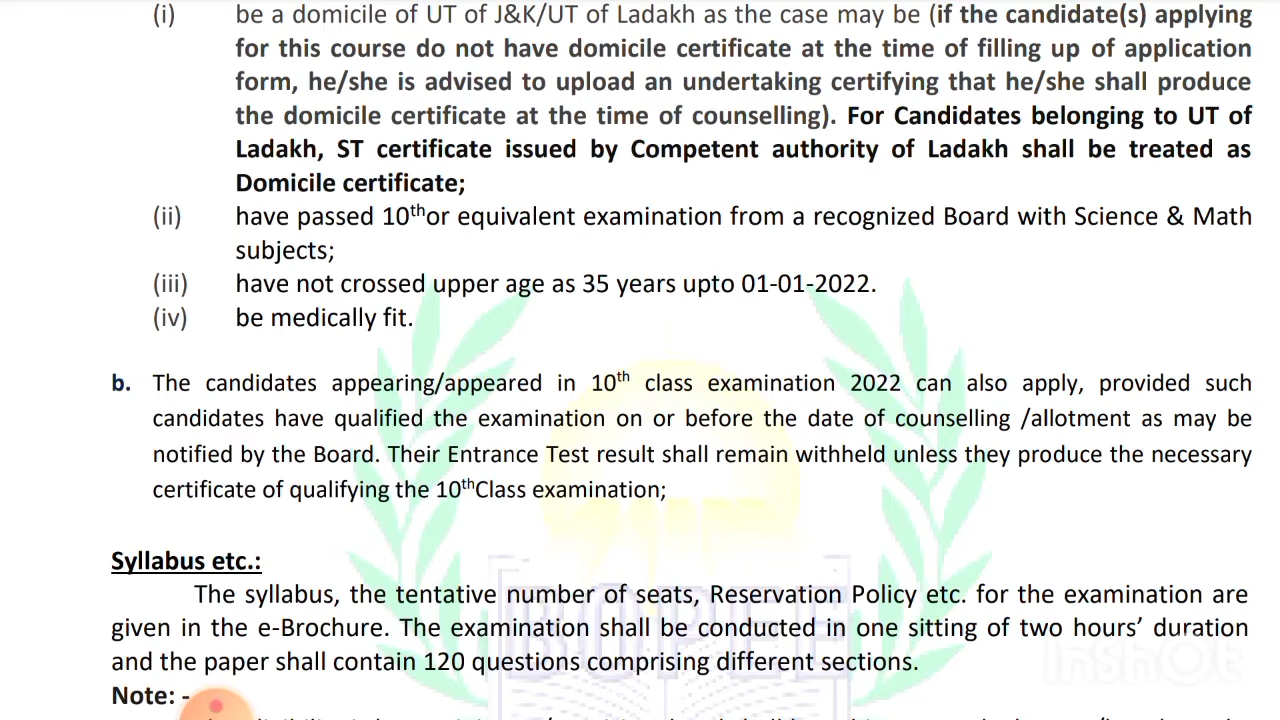 (i) be a domicile of UT of J&K/UT of Ladakh as the case may be (if the candidate(s) applying
for this course do not have domicile certificate at the time of filling up of application
form, he/she is advised to upload an undertaking certifying that he/she shall produce
the domicile certificate at the time of counselling). For Candidates belonging to UT of
Ladakh, ST certificate issued by Competent authority of Ladakh shall be treated as
Domicile certificate;
(ii) have passed 10thor equivalent examination from a recognized Board with Science & Math
subjects;
(iii) have not crossed upper age as 35 years upto 01-01-2022.
(iv) be medically fit.
b. The candidates appearing/appeared in 10th class examination 2022 can also apply, provided such
candidates have qualified the examination on or before the date of counselling /allotment as may be
notified by the Board. Their Entrance Test result shall remain withheld unless they produce the necessary
certificate of qualifying the 10thClass examination;
Syllabus etc.:
The syllabus, the tentative number of seats, Reservation Policy etc. for the examination are
given in the e-Brochure. The examination shall be conducted in one sitting of two hours' duration
and the paper shall contain 120 questions comprising different sections.
Note: -
BOPEE
InShOt